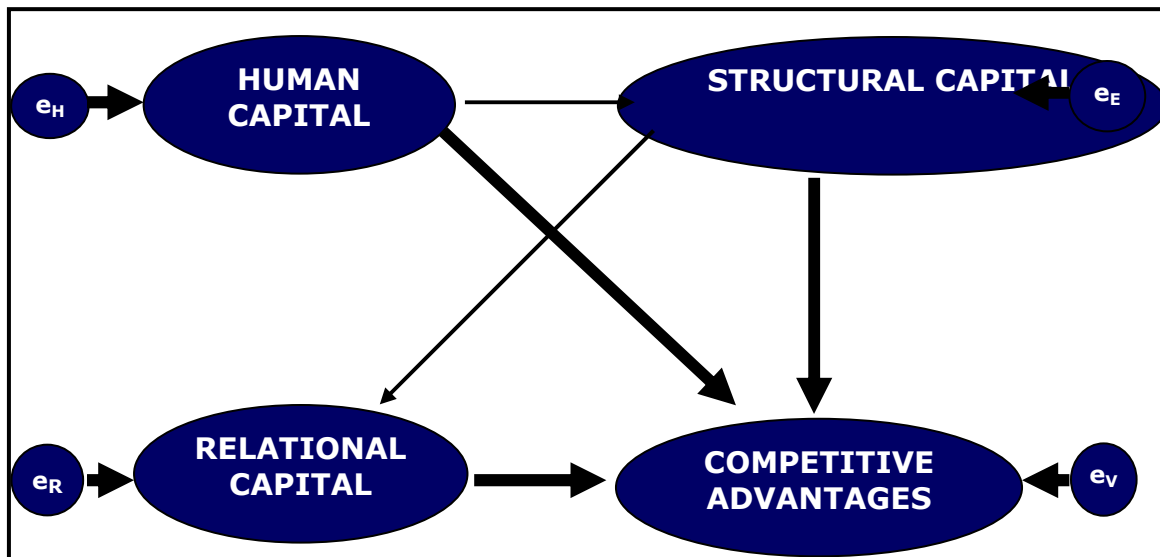 HUMAN
CAPITAL
STRUCTURAL CAPITAL
eH
eE
RELATIONAL
CAPITAL
COMPETITIVE
ADVANTAGES
eR
eV